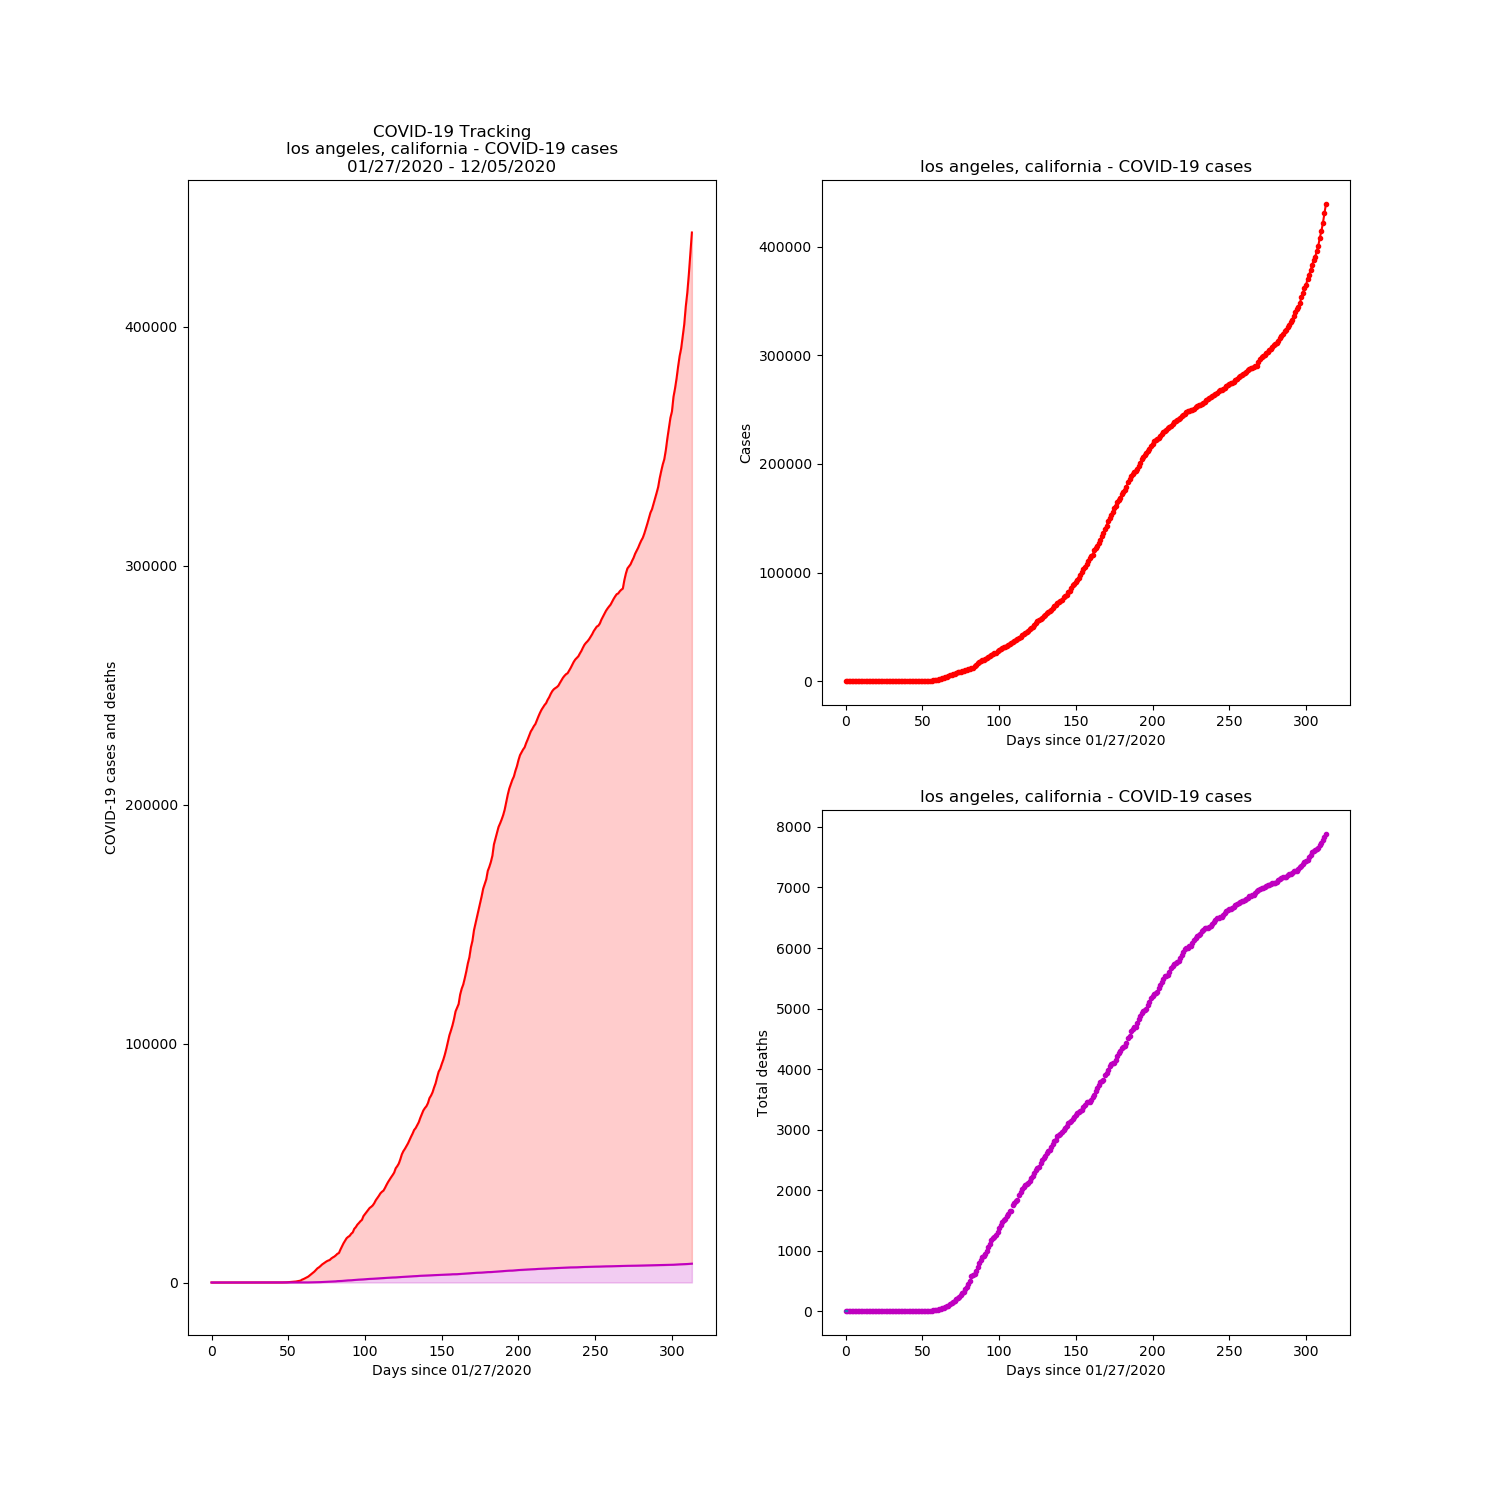 COVID-19 Tracking
los angeles, california - COVID-19 cases
01/27/2020 - 12/05/2020
COVID-19 cases and deaths
400000
300000
200000
100000
0
0 50 100 150 200 250 300
Days since 01/27/2020
los angeles, california - COVID-19 cases
Cases
400000
300000
200000
100000
0
0 50 100 150 200 250 300
Days since 01/27/2020
los angeles, california - COVID-19 cases
Total deaths
8000
7000
6000
5000
4000
3000
2000
1000
0
0 50 100 150 200 250 300
Days since 01/27/2020